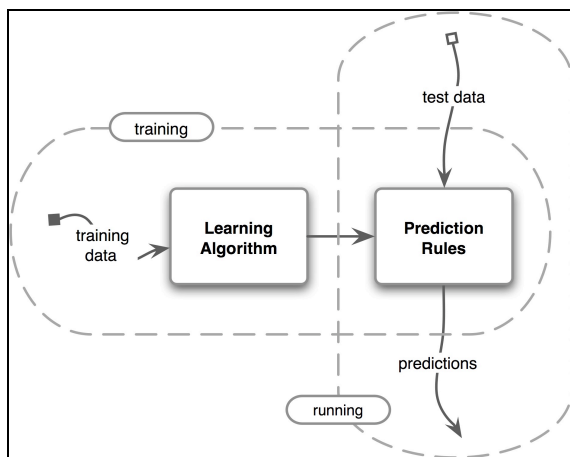 test data
training
training
data
Learning
Algorithm
Prediction
Rules
predictions
running